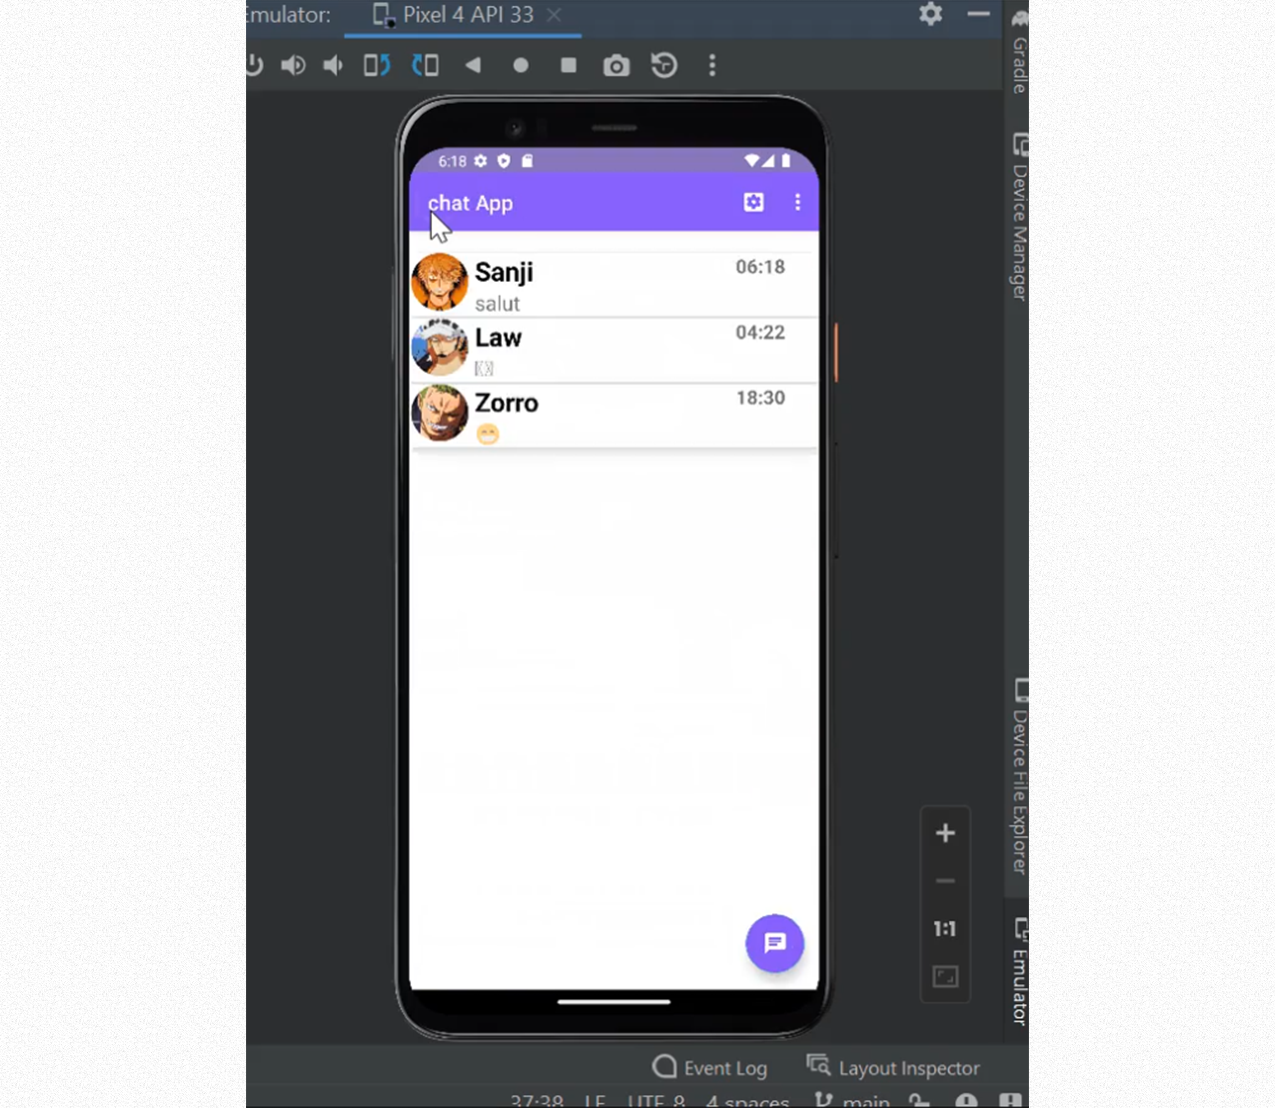 Emulator: Pixel 4 API 33
Gradle
Device Manager
6:18
chat App
Sanji 06:18
salut
Law 04:22
Zorro 18:30
😁
Device File Explorer
1:1
Emulator
Event Log Layout Inspector
37:38 LF UTF-8 4 spaces main